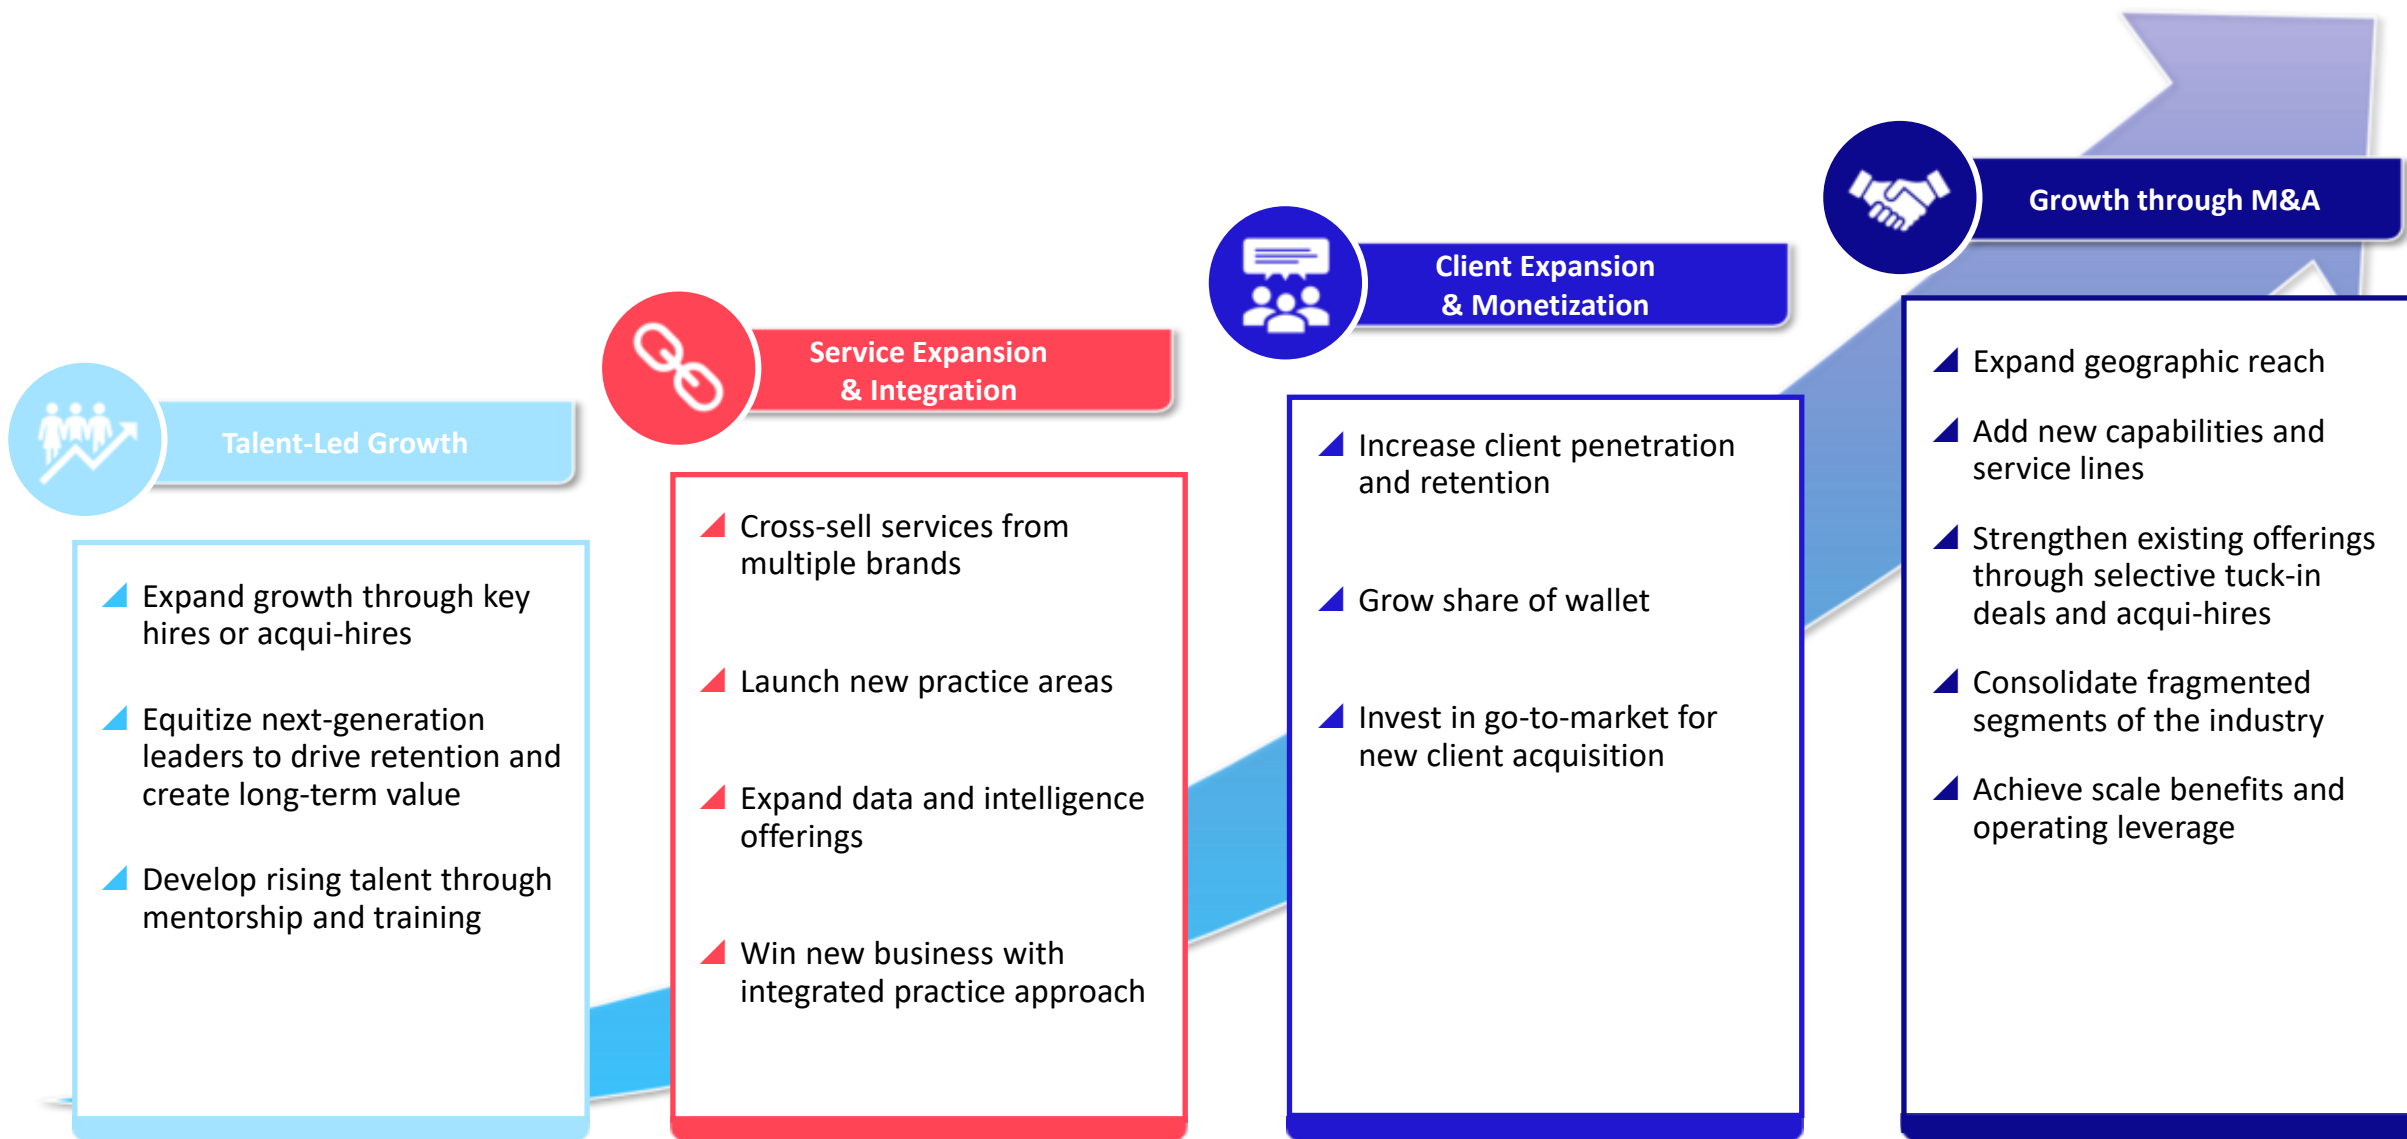 Talent-Led Growth
Expand growth through key
hires or acqui-hires
Equitize next-generation
leaders to drive retention and
create long-term value
Develop rising talent through
mentorship and training
Service Expansion
& Integration
Cross-sell services from
multiple brands
Launch new practice areas
Expand data and intelligence
offerings
Win new business with
integrated practice approach
Client Expansion
& Monetization
Increase client penetration
and retention
Grow share of wallet
Invest in go-to-market for
new client acquisition
Growth through M&A
Expand geographic reach
Add new capabilities and
service lines
Strengthen existing offerings
through selective tuck-in
deals and acqui-hires
Consolidate fragmented
segments of the industry
Achieve scale benefits and
operating leverage